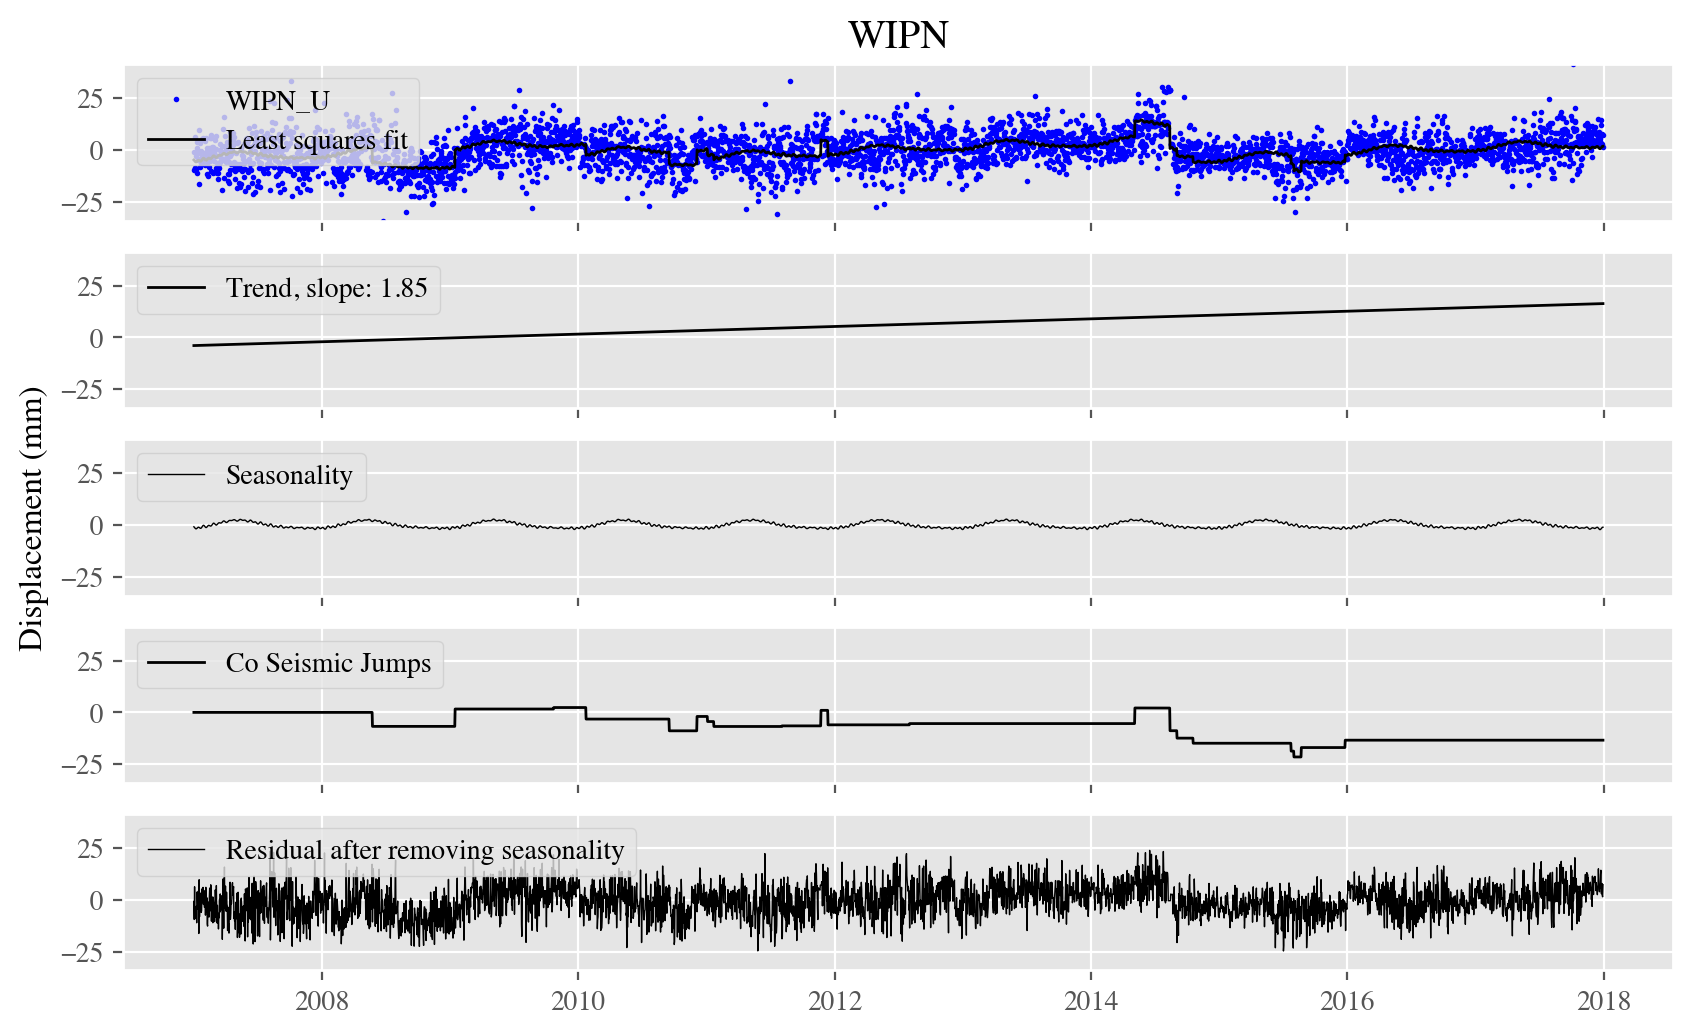 WIPN
WIPN_U
Least squares fit
25
0
−25
Trend, slope: 1.85
25
0
−25
Displacement (mm)
Seasonality
25
0
−25
Co Seismic Jumps
25
0
−25
Residual after removing seasonality
25
0
−25
2008 2010 2012 2014 2016 2018